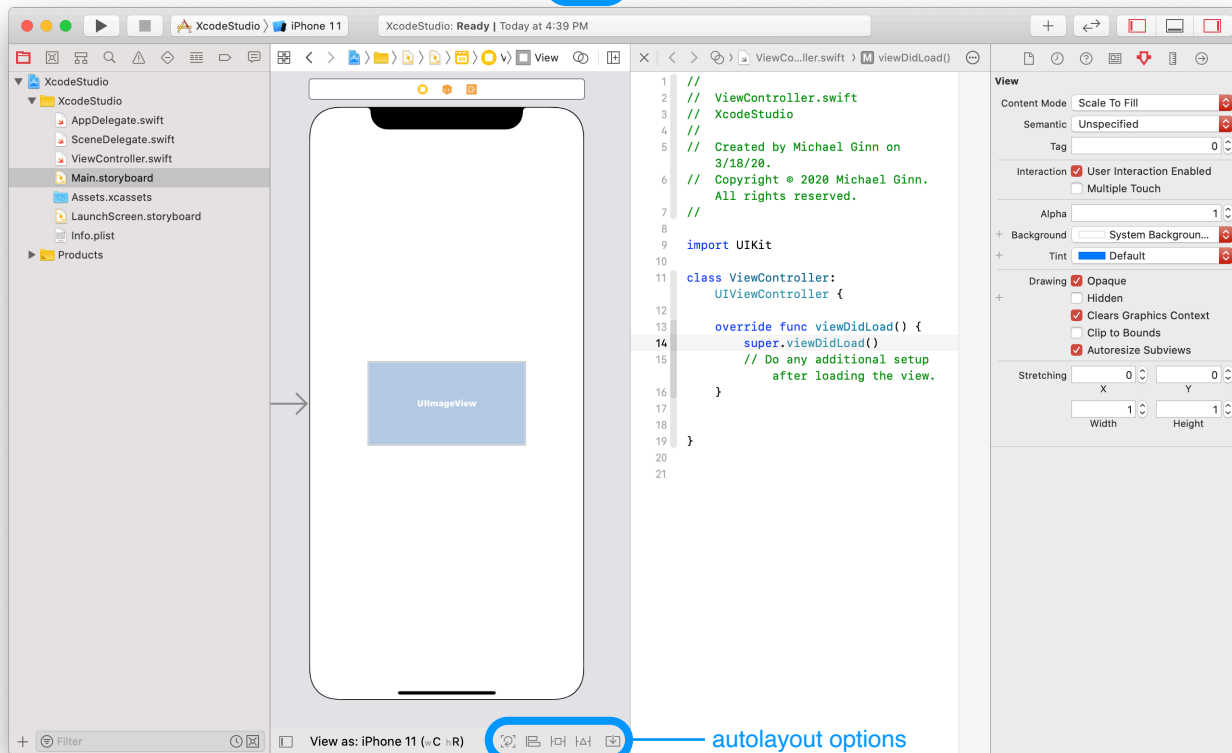 XcodeStudio
iPhone 11
XcodeStudio: Ready | Today at 4:39 PM
XcodeStudio
XcodeStudio
AppDelegate.swift
SceneDelegate.swift
ViewController.swift
Main.storyboard
Assets.xcassets
LaunchScreen.storyboard
Info.plist
Products
Filter
V
View
UIImageView
View as: iPhone 11 (wC hR)
autolayout options
ViewCo...ller.swift
M viewDidLoad()
1 //
2 // ViewController.swift
3 // XcodeStudio
4 //
5 // Created by Michael Ginn on
3/18/20.
6 // Copyright © 2020 Michael Ginn.
All rights reserved.
7 //
8
9 import UIKit
10
11 class ViewController:
UIViewController {
12
13 override func viewDidLoad() {
14 super.viewDidLoad()
15 // Do any additional setup
after loading the view.
16 }
17
18
19 }
20
21
View
Content Mode Scale To Fill
Semantic Unspecified
Tag 0
Interaction User Interaction Enabled
Multiple Touch
Alpha 1
+ Background System Backgroun...
+ Tint Default
Drawing Opaque
+ Hidden
Clears Graphics Context
Clip to Bounds
Autoresize Subviews
Stretching 0 0
X Y
1 1
Width Height